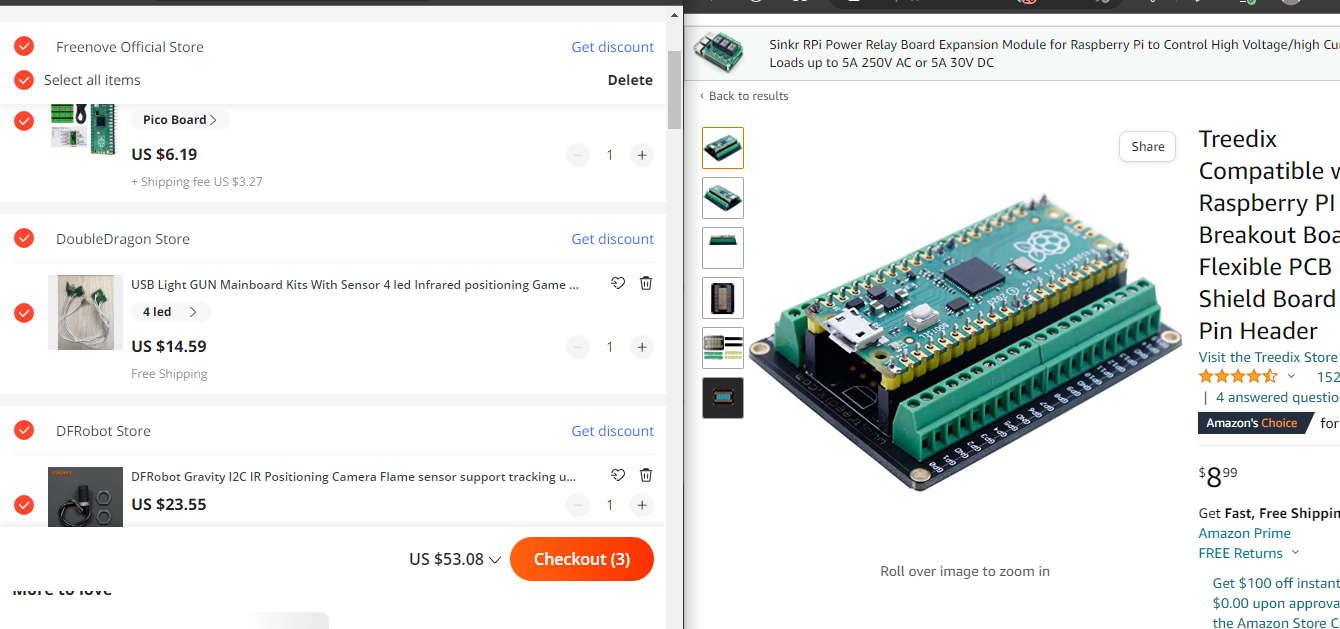 Freenove Official Store
Get discount
Select all items
Delete
Pico Board >
US $6.19
1
+ Shipping fee US $3.27
DoubleDragon Store
Get discount
USB Light GUN Mainboard Kits With Sensor 4 led Infrared positioning Game ...
4 led >
US $14.59
1
Free Shipping
DFRobot Store
Get discount
DFRobot Gravity I2C IR Positioning Camera Flame sensor support tracking u...
US $23.55
1
US $53.08
Checkout (3)
More to love
Sinkr RPi Power Relay Board Expansion Module for Raspberry Pi to Control High Voltage/high Cu
Loads up to 5A 250V AC or 5A 30V DC
‹ Back to results
Share
Treedix
Compatible w
Raspberry PI
Breakout Boa
Flexible PCB
Shield Board
Pin Header
Visit the Treedix Store
152
| 4 answered questio
Amazon's Choice for
$8 99
Get Fast, Free Shippin
Amazon Prime
FREE Returns
Get $100 off instant
$0.00 upon approva
the Amazon Store C
Roll over image to zoom in